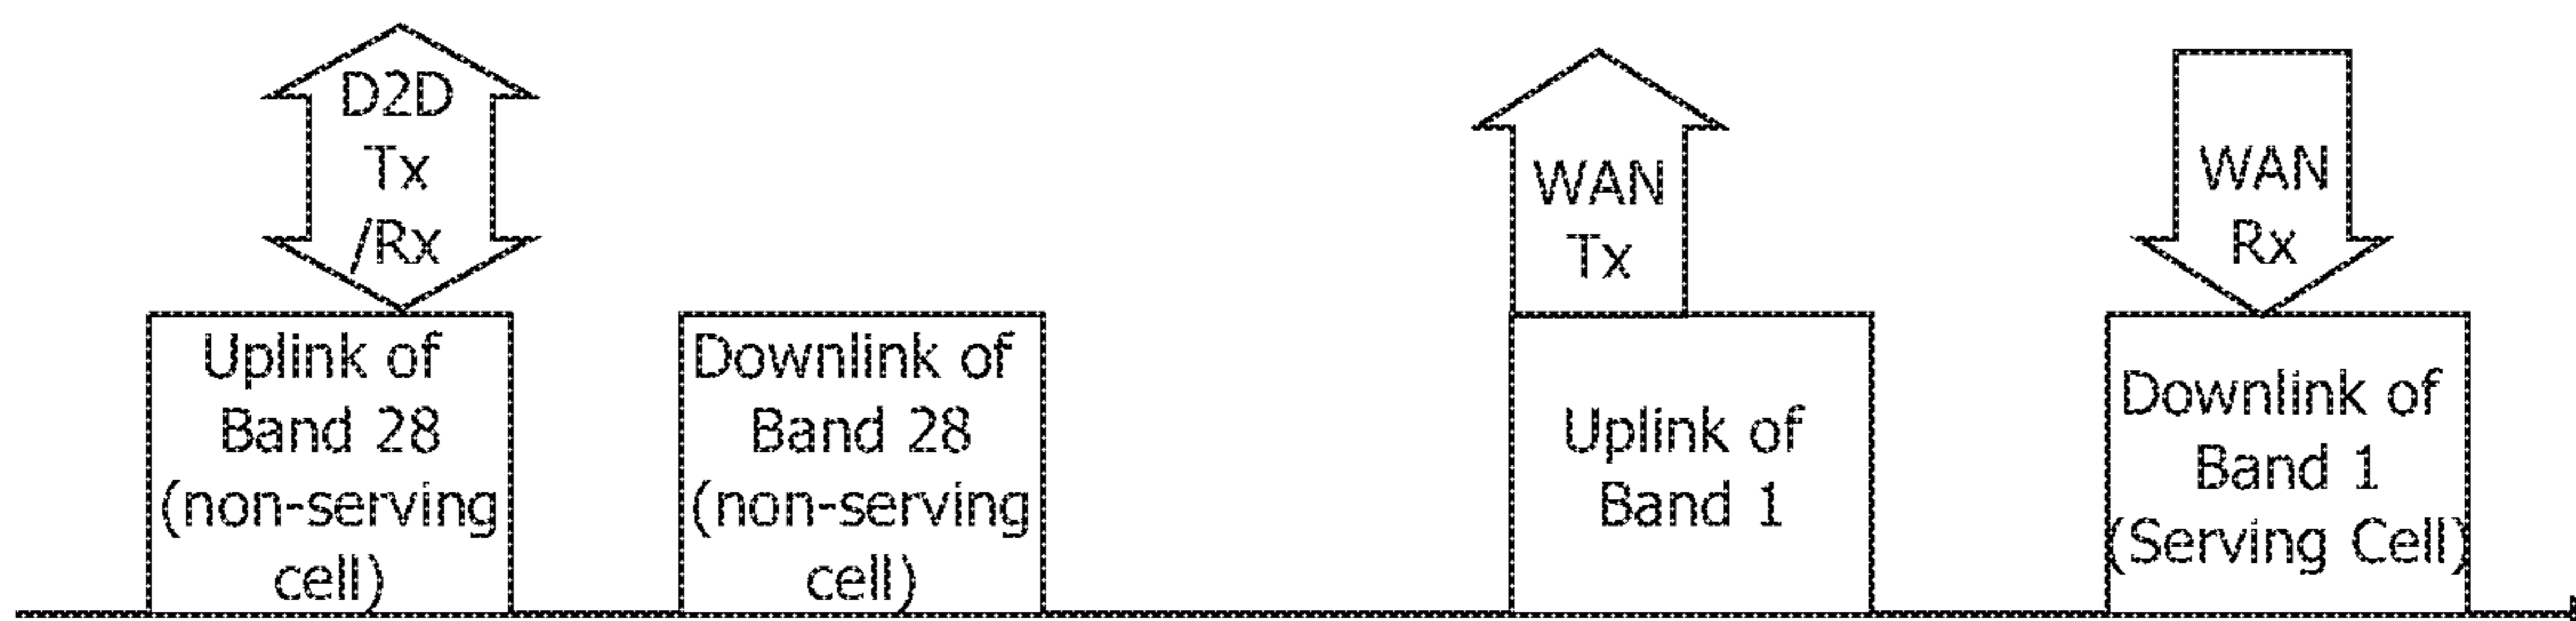 D2D
Tx
/Rx
WAN
Tx
WAN
Rx
Uplink of
Band 28
(non-serving
cell)
Downlink of
Band 28
(non-serving
cell)
Uplink of
Band 1
Downlink of
Band 1
(Serving Cell)